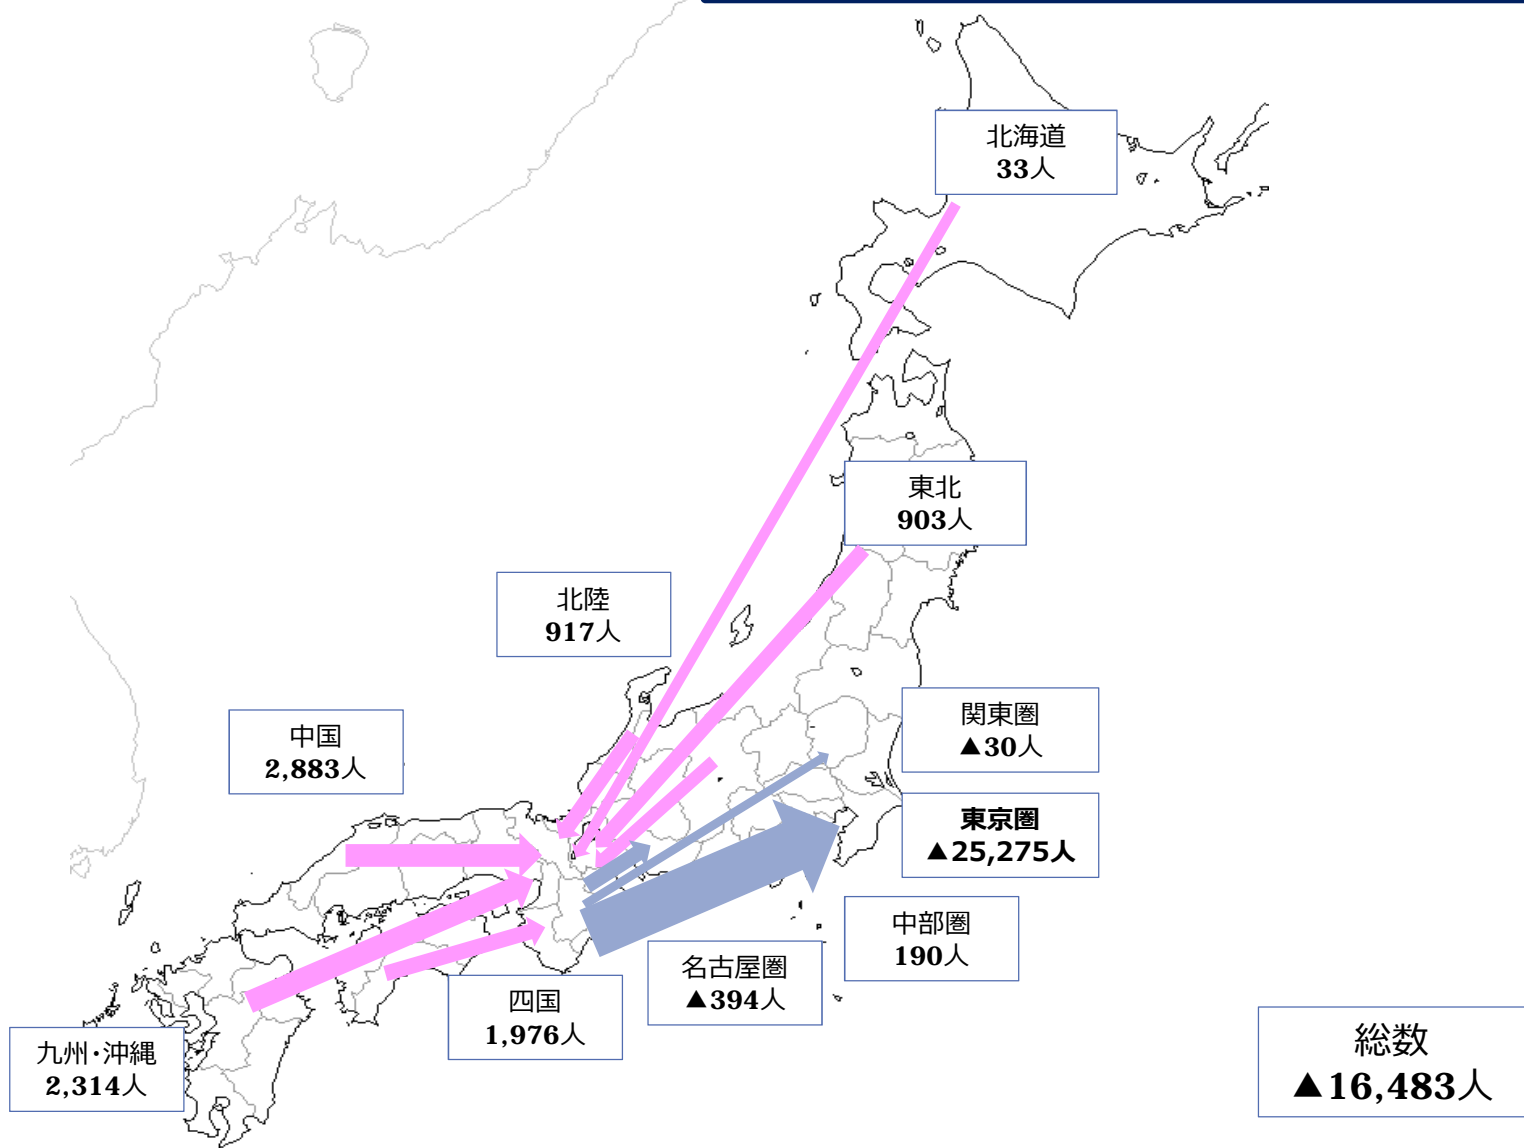 北海道
33人
東北
903人
北陸
917人
関東圏
▲30人
中国
2,883人
東京圏
▲25,275人
中部圏
190人
名古屋圏
▲394人
四国
1,976人
九州・沖縄
2,314人
総数
▲16,483人